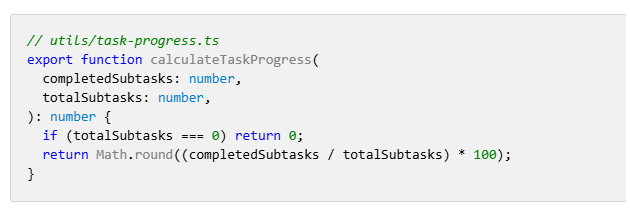 // utils/task-progress.ts
export function calculateTaskProgress(
  completedSubtasks: number,
  totalSubtasks: number,
): number {
  if (totalSubtasks === 0) return 0;
  return Math.round((completedSubtasks / totalSubtasks) * 100);
}